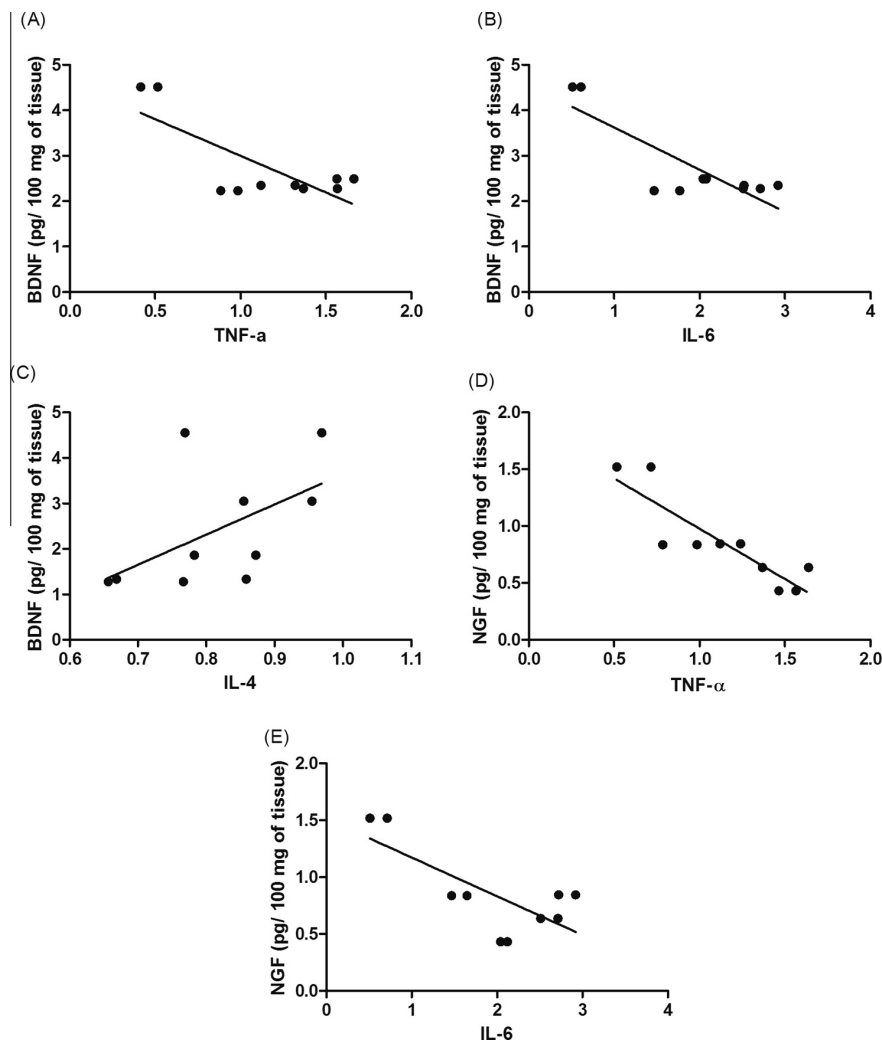 (A)
BDNF (pg/ 100 mg of tissue)
5
4
3
2
1
0
0.0 0.5 1.0 1.5 2.0
TNF-a
(B)
BDNF (pg/ 100 mg of tissue)
5
4
3
2
1
0
0 1 2 3 4
IL-6
(C)
BDNF (pg/ 100 mg of tissue)
5
4
3
2
1
0
0.6 0.7 0.8 0.9 1.0 1.1
IL-4
(D)
NGF (pg/ 100 mg of tissue)
2.0
1.5
1.0
0.5
0.0
0.0 0.5 1.0 1.5 2.0
TNF-α
(E)
NGF (pg/ 100 mg of tissue)
2.0
1.5
1.0
0.5
0.0
0 1 2 3 4
IL-6